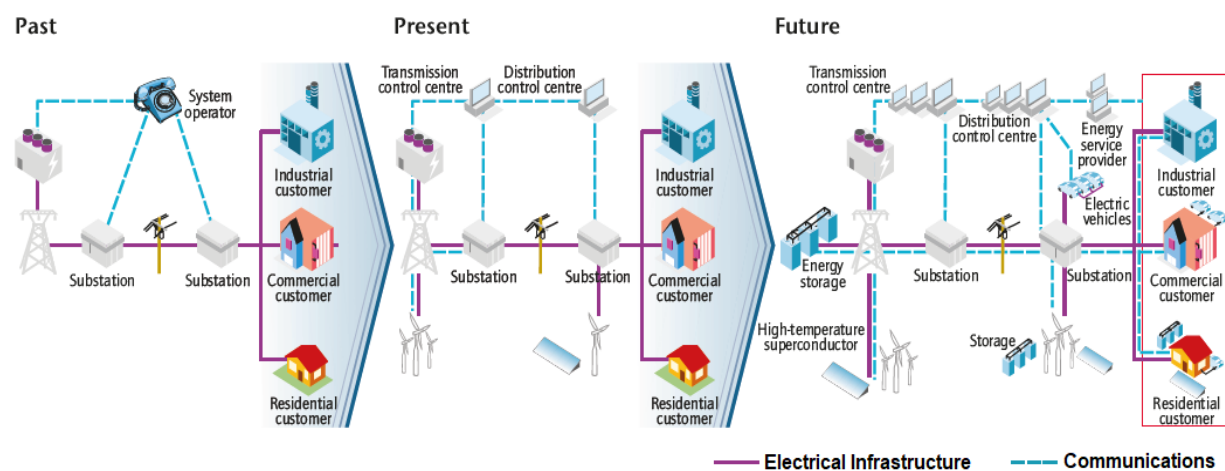 Past
System
operator
Industrial
customer
Substation
Substation
Commercial
customer
Residential
customer
Present
Transmission
control centre
Distribution
control centre
Industrial
customer
Substation
Substation
Commercial
customer
Residential
customer
Future
Transmission
control centre
Distribution
control centre
Energy
service
provider
Industrial
customer
Electric
vehicles
Energy
storage
Substation
Substation
Commercial
customer
High-temperature
superconductor
Storage
Residential
customer
Electrical Infrastructure
Communications